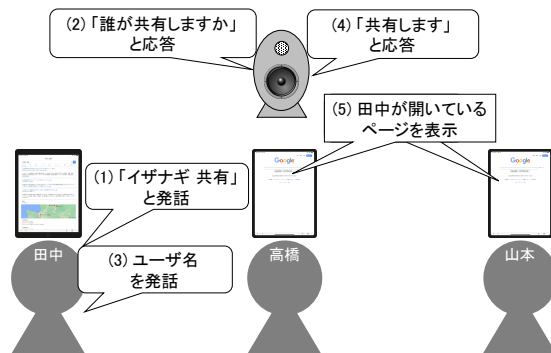 (2)「誰が共有しますか」
と応答
(4)「共有します」
と応答
(5) 田中が開いている
ページを表示
Google
Google
(1)「イザナギ 共有」
と発話
田中
(3) ユーザ名
を発話
高橋
山本